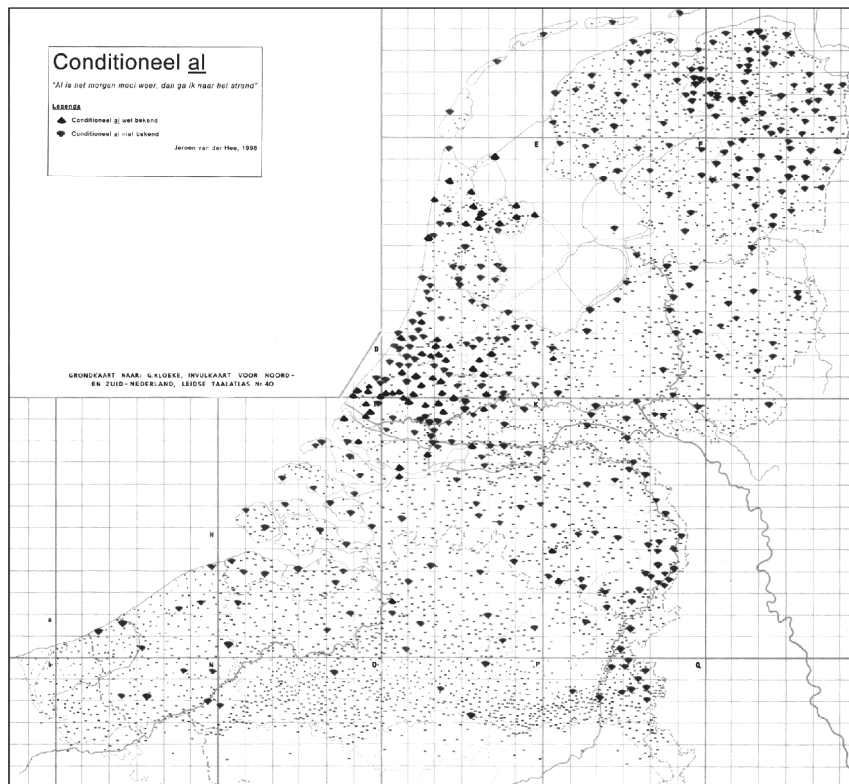 Conditioneel al
"Al is het morgen mooi weer, dan ga ik naar het strand"
Legenda
Conditioneel al wel bekend
Conditioneel al niet bekend
Jeroen van der Hee, 1998
E
F
D
GRONDKAART NAAR: G.KLOEKE, INVULKAART VOOR NOORD-
EN ZUID-NEDERLAND, LEIDSE TAALATLAS Nr 40
K
H
a
b
N
O
P
Q